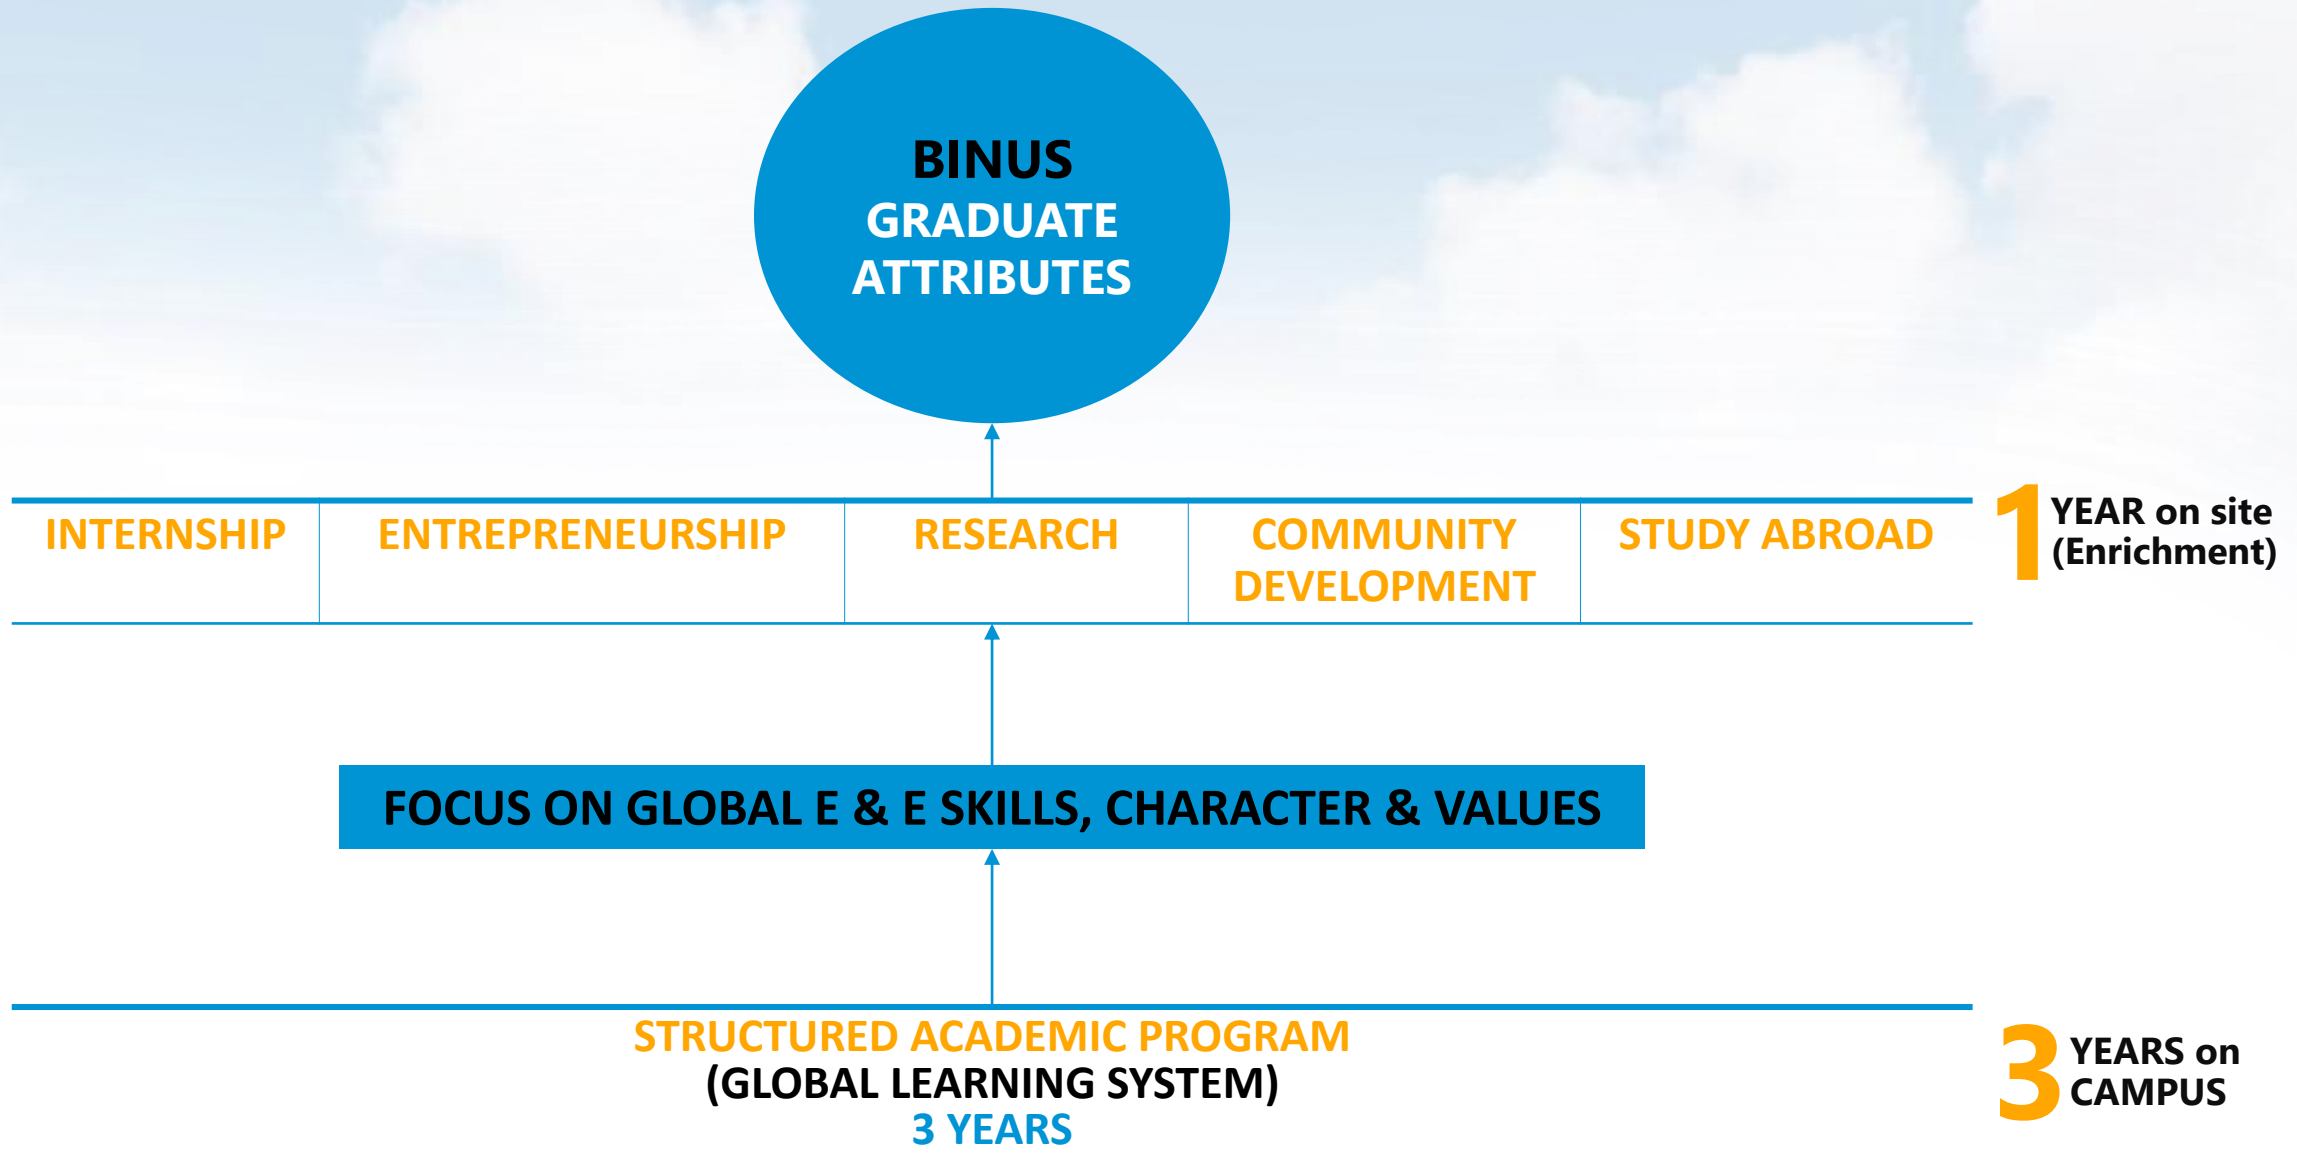 BINUS
GRADUATE
ATTRIBUTES
INTERNSHIP
ENTREPRENEURSHIP
RESEARCH
COMMUNITY
DEVELOPMENT
STUDY ABROAD
1
YEAR on site
(Enrichment)
FOCUS ON GLOBAL E & E SKILLS, CHARACTER & VALUES
STRUCTURED ACADEMIC PROGRAM
(GLOBAL LEARNING SYSTEM)
3 YEARS
3
YEARS on
CAMPUS